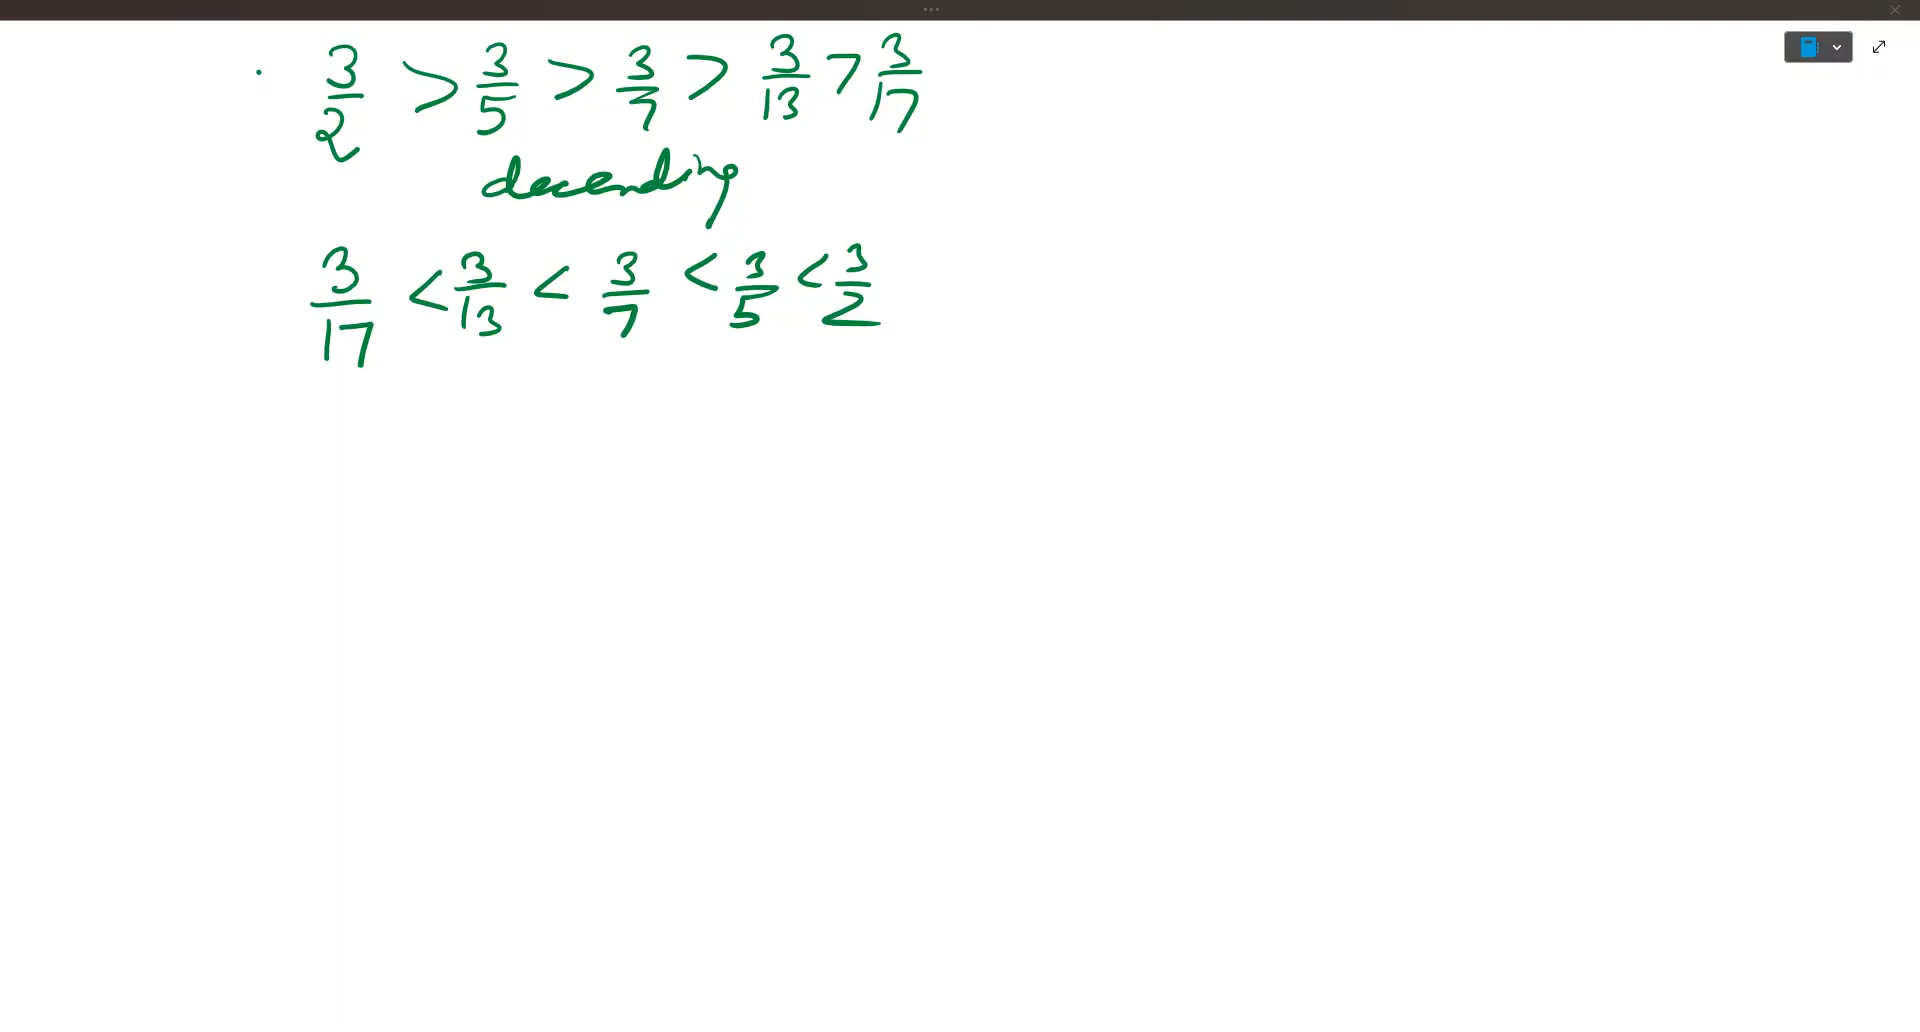 3/2 > 3/5 > 3/7 > 3/13 > 3/17
decending
3/17 < 3/13 < 3/7 < 3/5 < 3/2